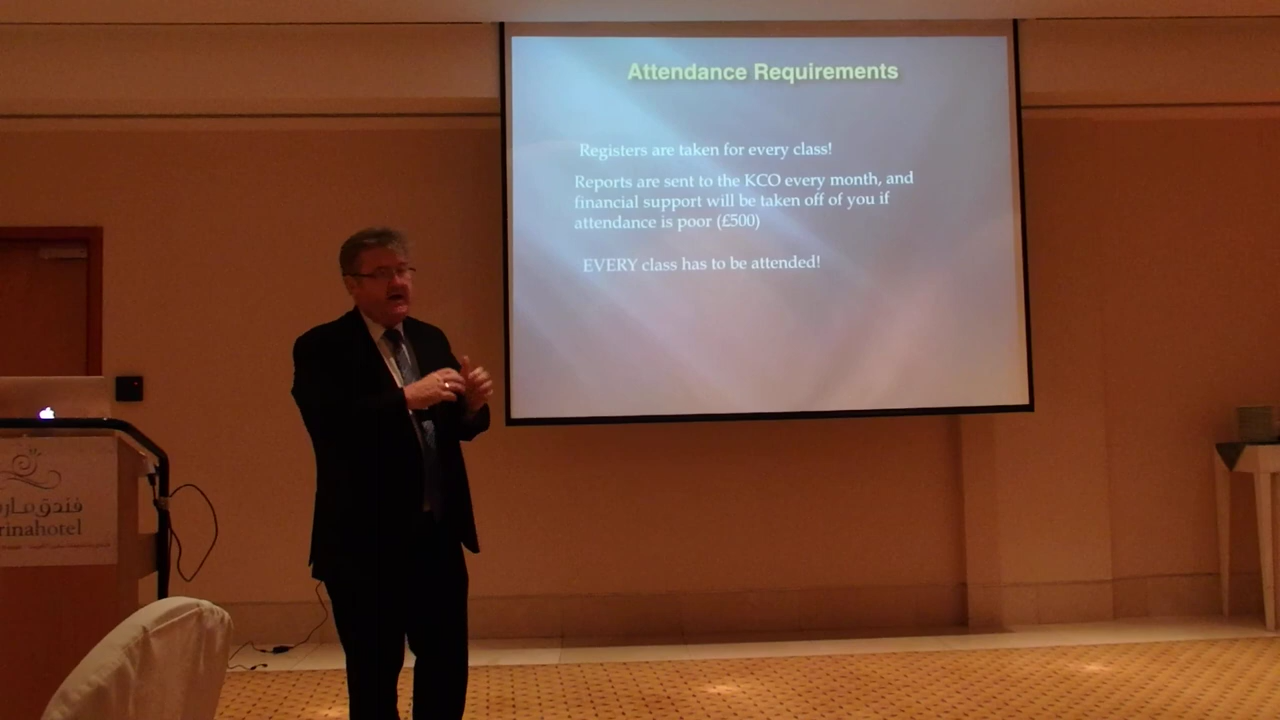 Attendance Requirements
Registers are taken for every class!
Reports are sent to the KCO every month, and
financial support will be taken off of you if
attendance is poor (£500)
EVERY class has to be attended!
فندق مار
rinahotel